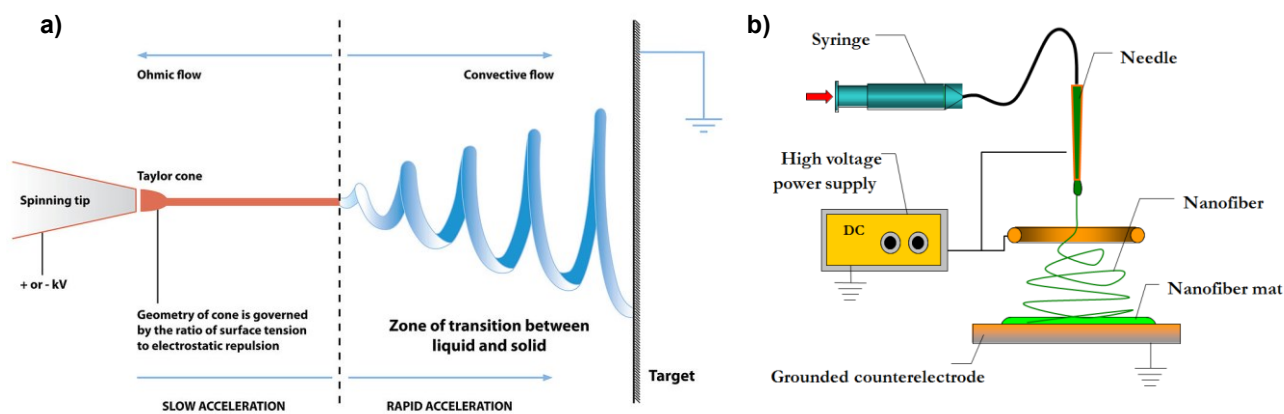 a)
Ohmic flow
Convective flow
Taylor cone
Spinning tip
+ or - kV
Geometry of cone is governed
by the ratio of surface tension
to electrostatic repulsion
Zone of transition between
liquid and solid
Target
SLOW ACCELERATION
RAPID ACCELERATION
b)
Syringe
Needle
High voltage
power supply
DC
Nanofiber
Nanofiber mat
Grounded counterelectrode